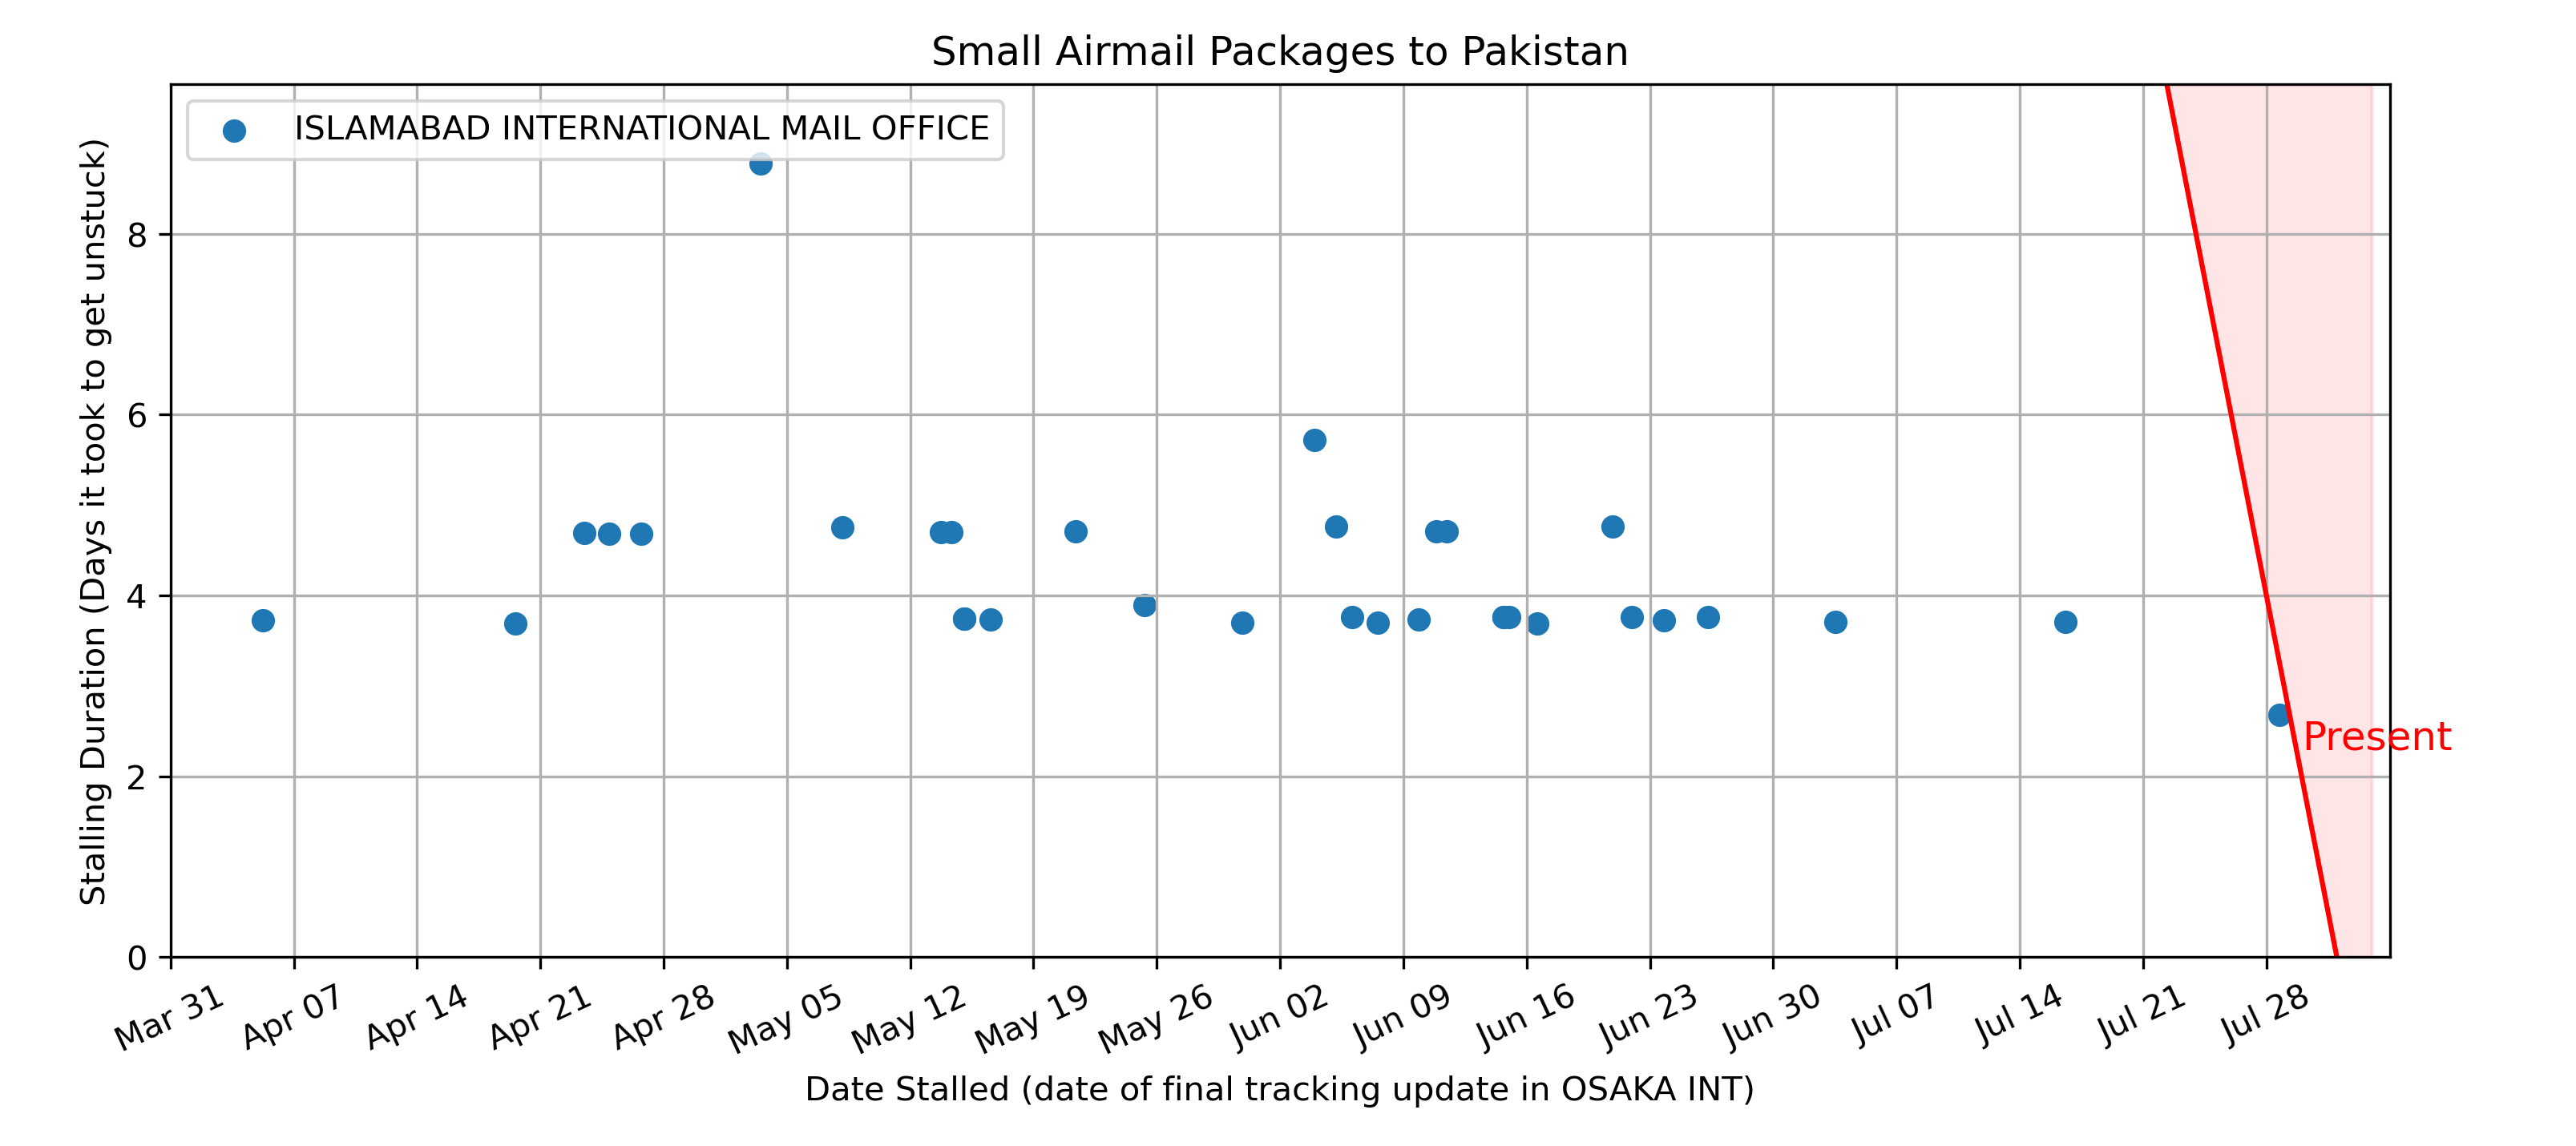 Small Airmail Packages to Pakistan
ISLAMABAD INTERNATIONAL MAIL OFFICE
Stalling Duration (Days it took to get unstuck)
8
6
4
2
0
Present
Mar 31
Apr 07
Apr 14
Apr 21
Apr 28
May 05
May 12
May 19
May 26
Jun 02
Jun 09
Jun 16
Jun 23
Jun 30
Jul 07
Jul 14
Jul 21
Jul 28
Date Stalled (date of final tracking update in OSAKA INT)